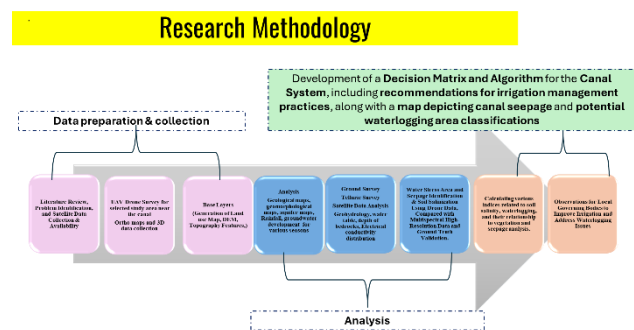 Research Methodology
Development of a Decision Matrix and Algorithm for the Canal
System, including recommendations for irrigation management
practices, along with a map depicting canal seepage and potential
waterlogging area classifications
Data preparation & collection
Literature Review,
Problem Identification,
and Satellite Data
Collection &
Availability
UAV Drone Survey for
selected study area near
the canal
Ortho maps and 3D
data collection
Base Layers
(Generation of Land
use Map, DEM,
Topography Features,)
Analysis
Geological maps,
geomorphological
maps, aquifer maps,
Rainfall, groundwater
development for
various seasons
Ground Survey
Telluric Survey
Satellite Data Analysis
Geohydrology, water
table, depth of
bedrocks, Electrical
conductivity
distribution
Water Stress Area and
Seepage Identification
& Soil Estimation
Using Drone Data,
Compared with
Multispectral High
Resolution Data and
Ground Truth
Validation.
Calculating various
indices related to soil
salinity, waterlogging,
and their relationship
to vegetation and
seepage analysis.
Observations for Local
Governing Bodies to
Improve Irrigation and
Address Waterlogging
Issues
Analysis